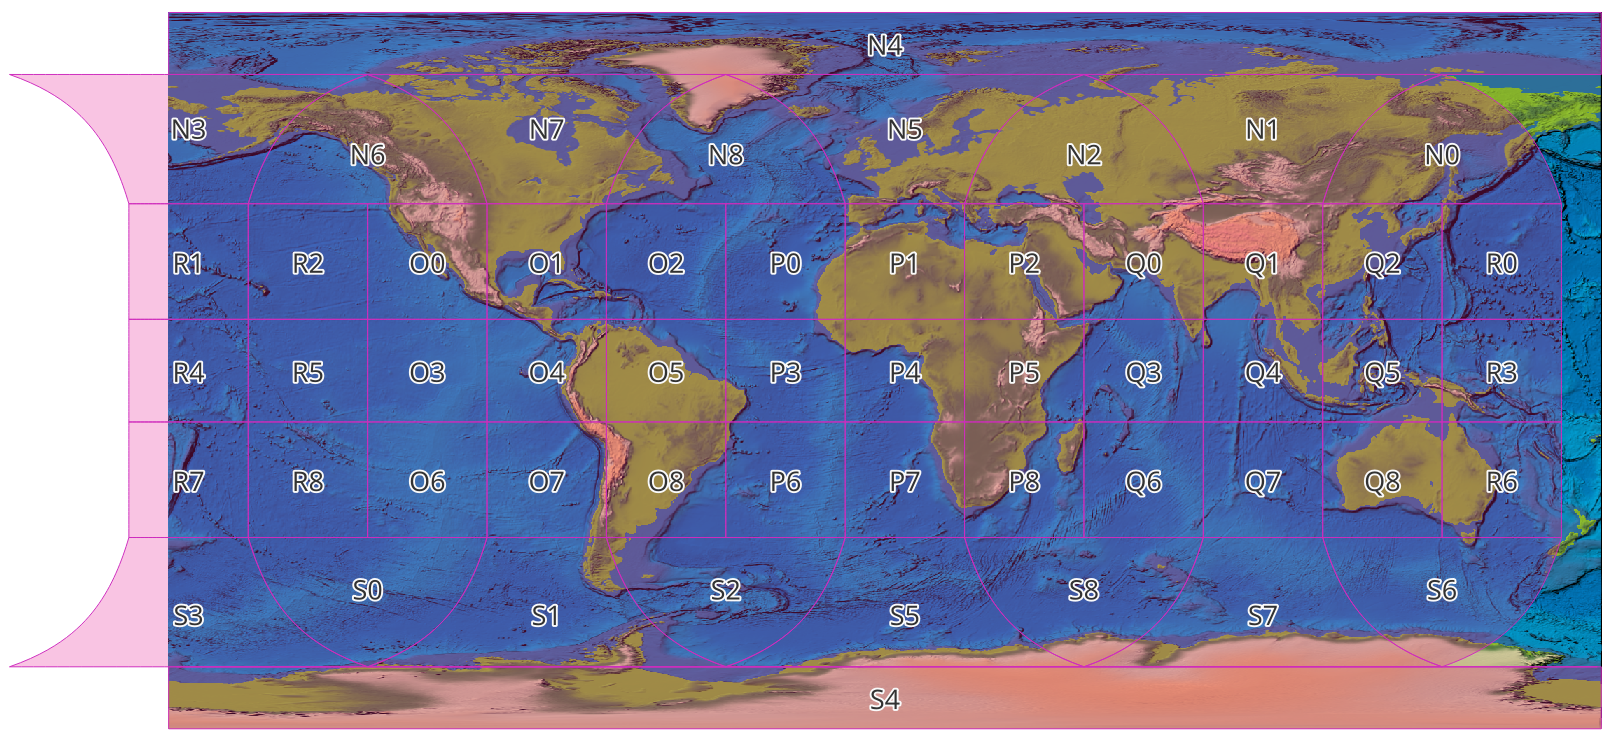 N4
N3 N7 N5 N1
N6 N8 N2 N0
R1 R2 O0 O1 O2 P0 P1 P2 Q0 Q1 Q2 R0
R4 R5 O3 O4 O5 P3 P4 P5 Q3 Q4 Q5 R3
R7 R8 O6 O7 O8 P6 P7 P8 Q6 Q7 Q8 R6
S0 S2 S8 S6
S3 S1 S5 S7
S4